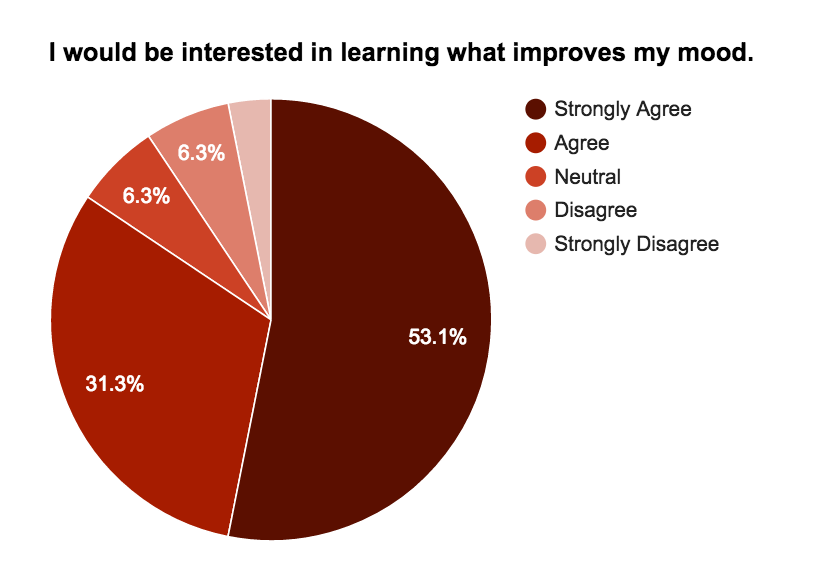 I would be interested in learning what improves my mood.
Strongly Agree
Agree
Neutral
Disagree
Strongly Disagree
6.3%
6.3%
53.1%
31.3%